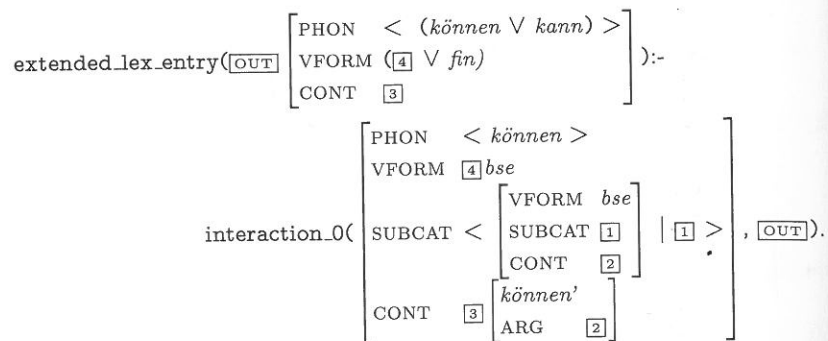 PHON < (können ∨ kann) >
extended_lex_entry([OUT] VFORM ([4] ∨ fin) ):-
CONT [3]
PHON < können >
VFORM [4]bse
VFORM bse
interaction_0( SUBCAT < SUBCAT [1] | [1] > , [OUT]).
CONT [2]
können'
CONT [3]
ARG [2]